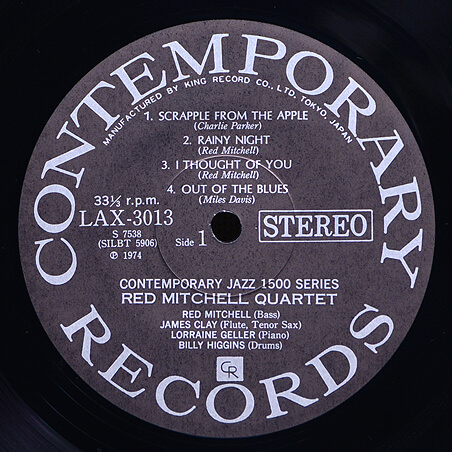 CONTEMPORARY RECORDS
MANUFACTURED BY KING RECORD CO., LTD. TOKYO, JAPAN
1. SCRAPPLE FROM THE APPLE
(Charlie Parker)
2. RAINY NIGHT
(Red Mitchell)
3. I THOUGHT OF YOU
(Red Mitchell)
4. OUT OF THE BLUES
(Miles Davis)
33⅓ r.p.m.
LAX-3013
S 7538
(SILBT 5906)
℗ 1974
Side 1
STEREO
CONTEMPORARY JAZZ 1500 SERIES
RED MITCHELL QUARTET
RED MITCHELL (Bass)
JAMES CLAY (Flute, Tenor Sax)
LORRAINE GELLER (Piano)
BILLY HIGGINS (Drums)
CR